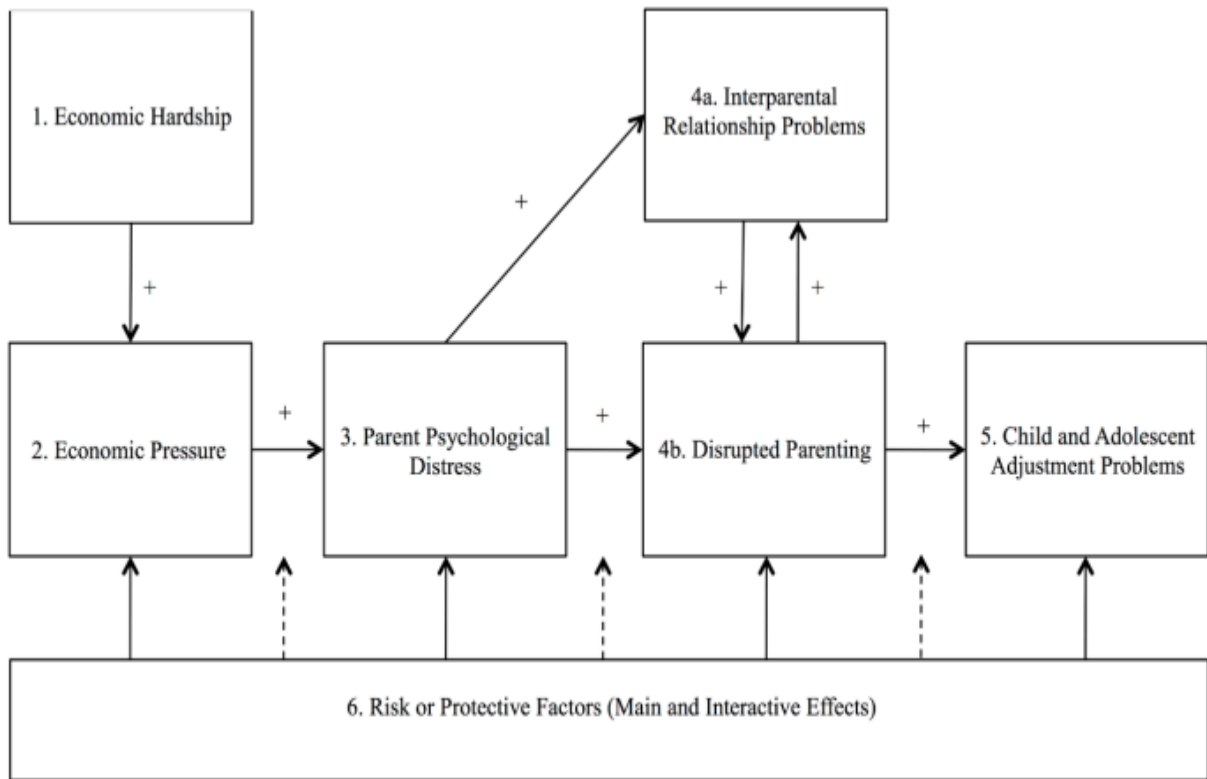 1. Economic Hardship
4a. Interparental
Relationship Problems
+
+
+
+
2. Economic Pressure
+
3. Parent Psychological
Distress
+
4b. Disrupted Parenting
+
5. Child and Adolescent
Adjustment Problems
6. Risk or Protective Factors (Main and Interactive Effects)